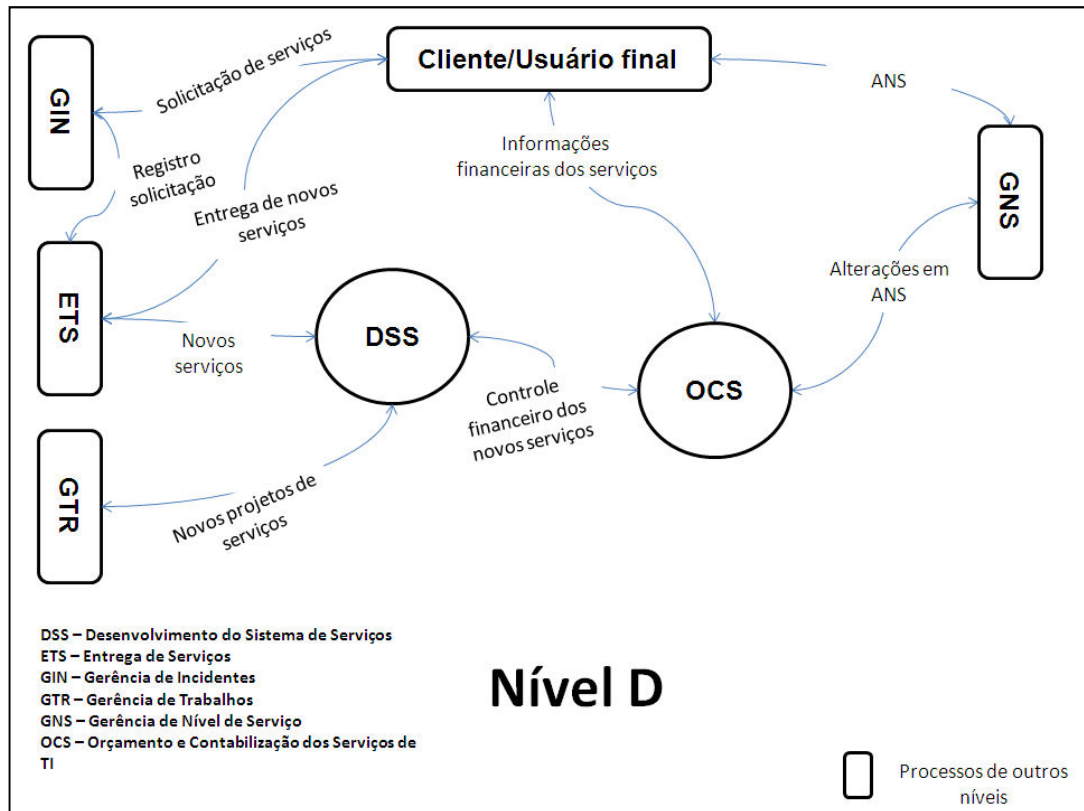 Cliente/Usuário final
GIN
Solicitação de serviços
ANS
Registro
solicitação
Informações
financeiras dos serviços
GNS
Entrega de novos
serviços
ETS
Novos
serviços
DSS
Alterações em
ANS
OCS
Controle
financeiro dos
novos serviços
GTR
Novos projetos de
serviços
DSS – Desenvolvimento do Sistema de Serviços
ETS – Entrega de Serviços
GIN – Gerência de Incidentes
GTR – Gerência de Trabalhos
GNS – Gerência de Nível de Serviço
OCS – Orçamento e Contabilização dos Serviços de
TI
Nível D
Processos de outros
níveis